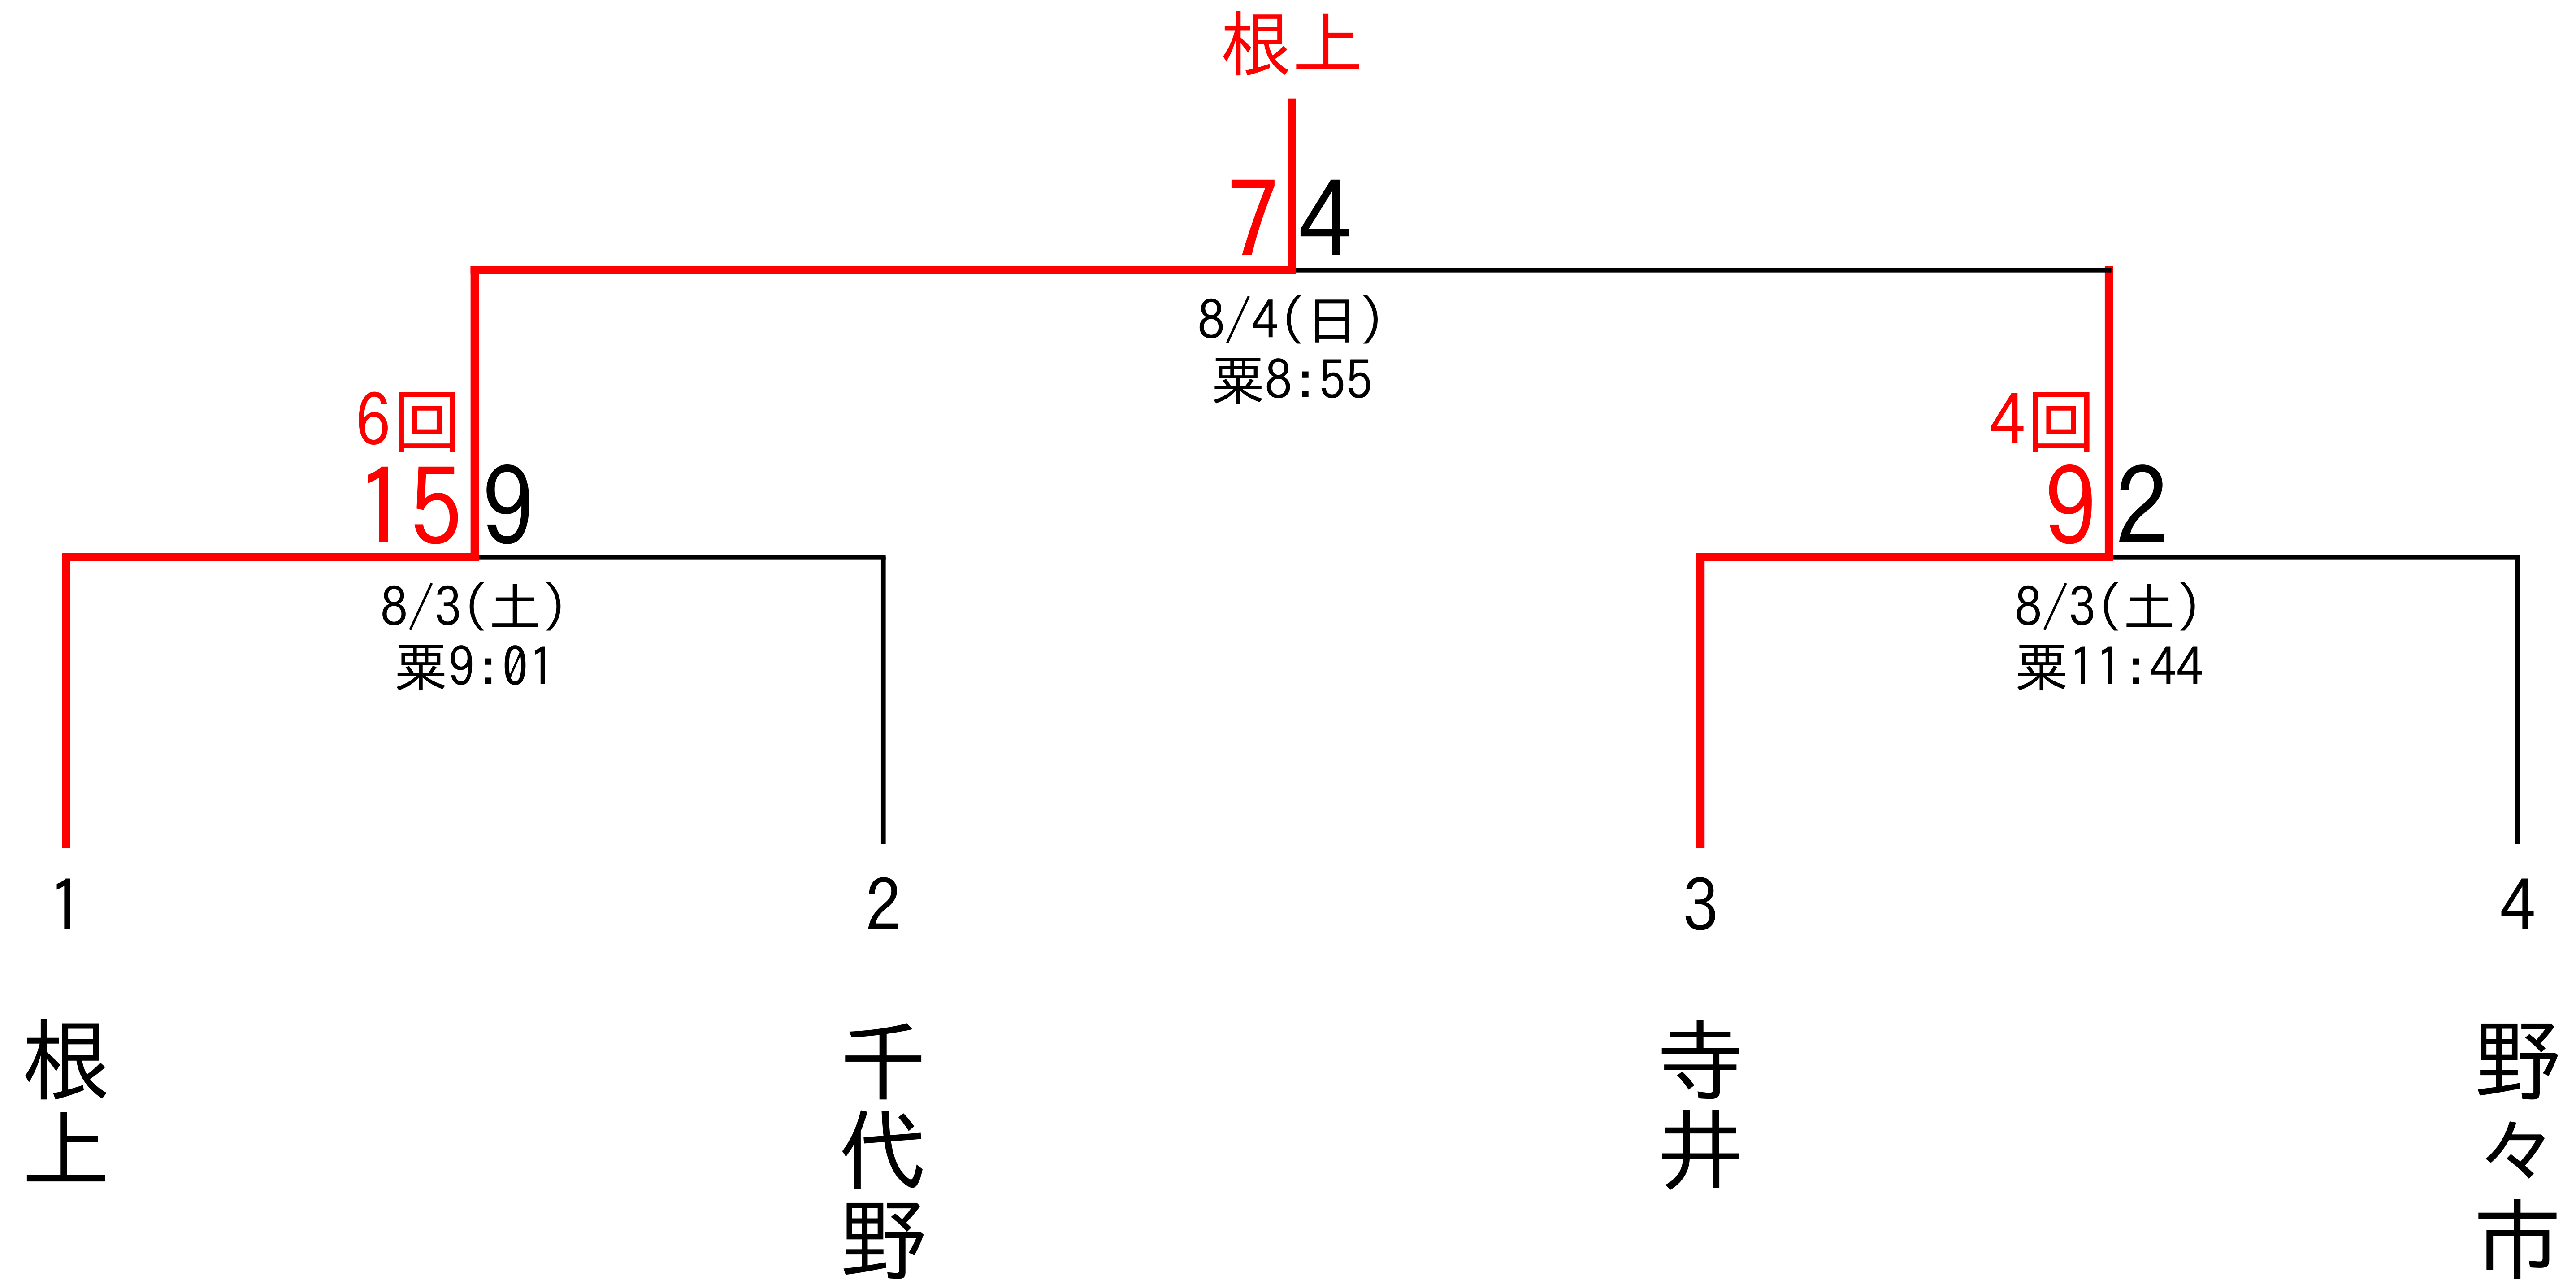 根上
7 4
8/4(日)
粟8:55
6回
15 9
8/3(土)
粟9:01
4回
9 2
8/3(土)
粟11:44
1
根上
2
千代野
3
寺井
4
野々市